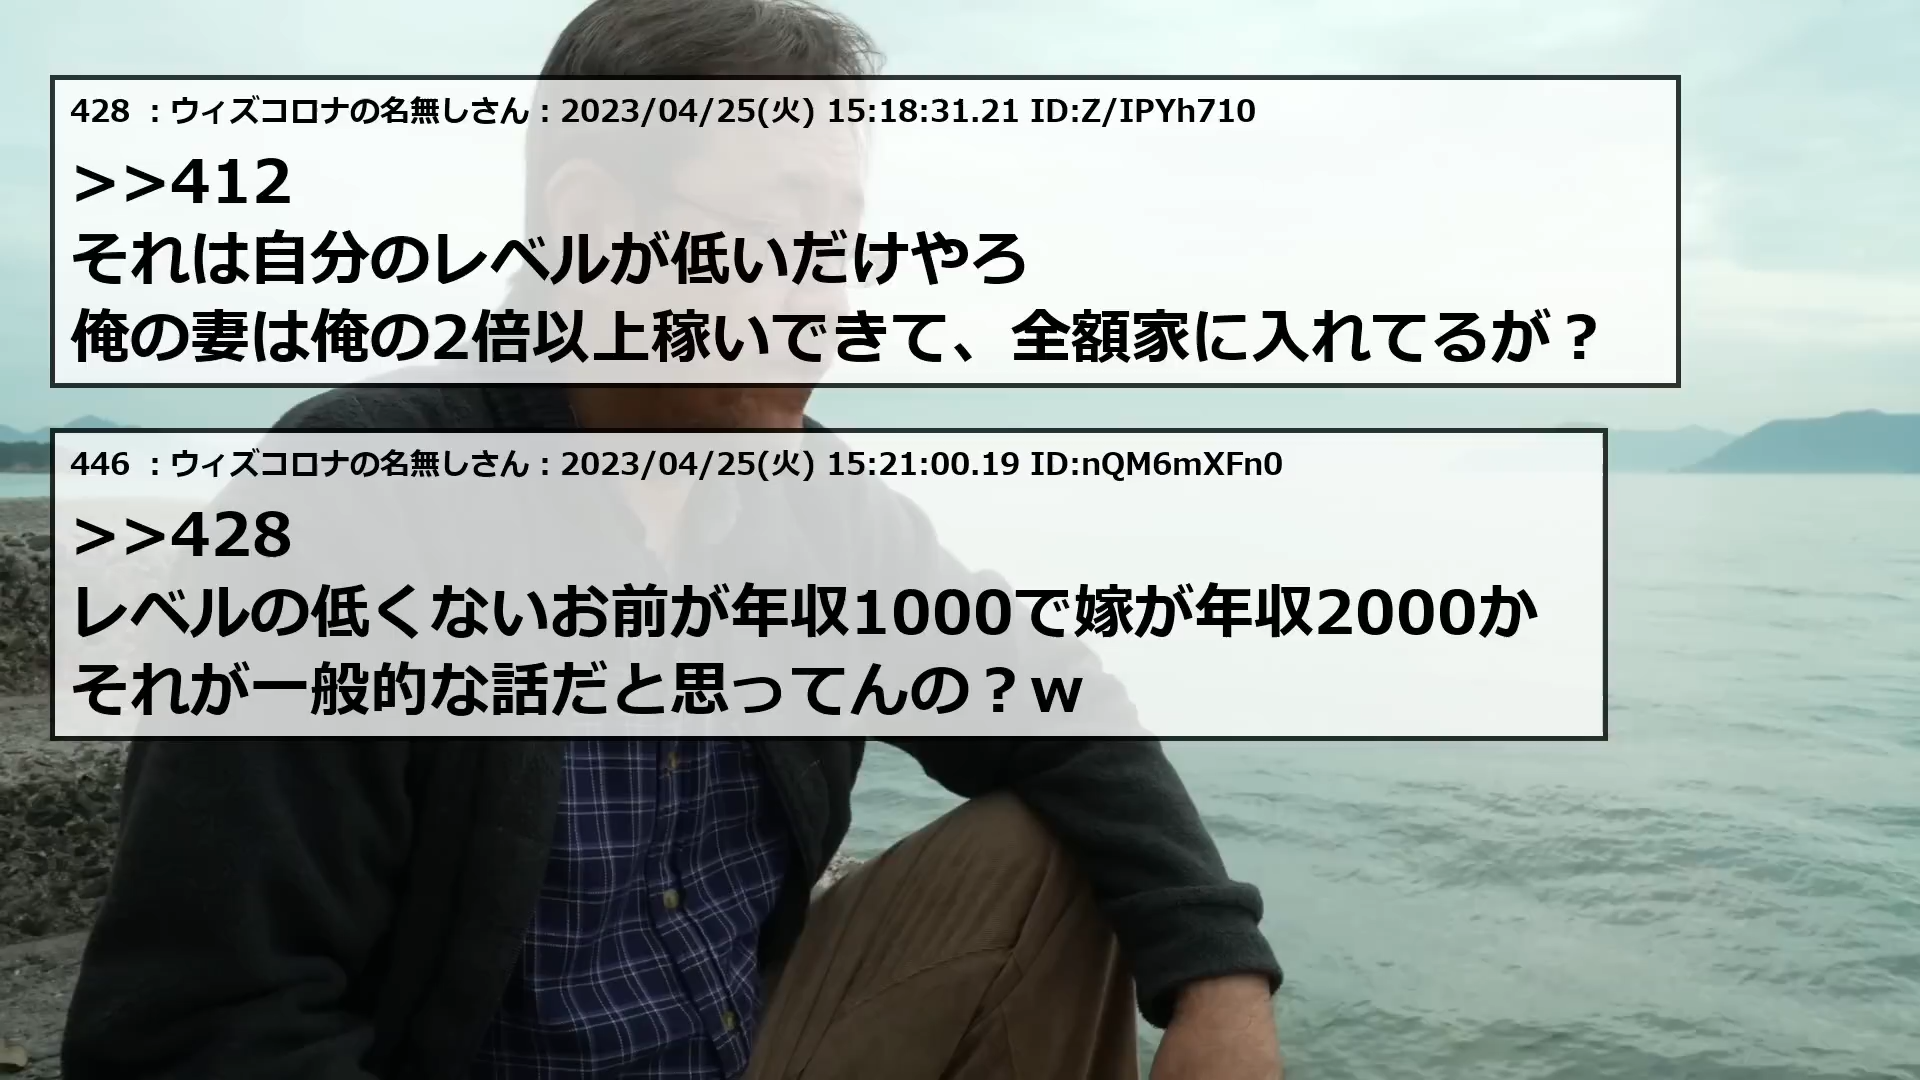 428 ：ウィズコロナの名無しさん：2023/04/25(火) 15:18:31.21 ID:Z/IPYh710
>>412
それは自分のレベルが低いだけやろ
俺の妻は俺の2倍以上稼いできて、全額家に入れてるが？
446 ：ウィズコロナの名無しさん：2023/04/25(火) 15:21:00.19 ID:nQM6mXFn0
>>428
レベルの低くないお前が年収1000で嫁が年収2000か
それが一般的な話だと思ってんの？w